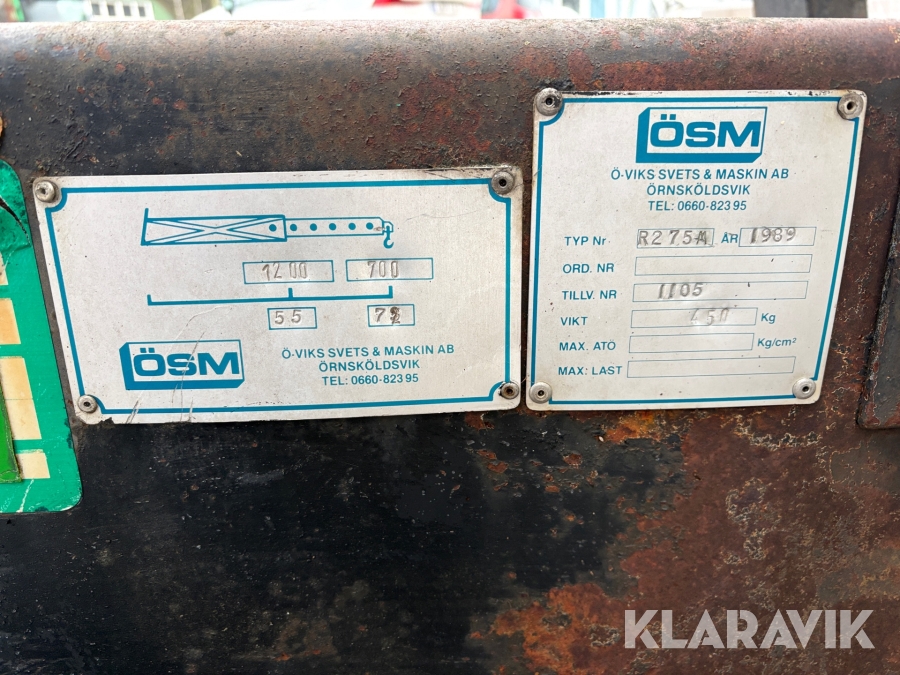 1200 700
55 72
ÖSM
Ö-VIKS SVETS & MASKIN AB
ÖRNSKÖLDSVIK
TEL: 0660-823 95
ÖSM
Ö-VIKS SVETS & MASKIN AB
ÖRNSKÖLDSVIK
TEL: 0660-823 95
TYP Nr R275A ÅR 1989
ORD. NR
TILLV. NR 1105
VIKT 450 Kg
MAX. ATÖ Kg/cm²
MAX: LAST
KLARAVIK